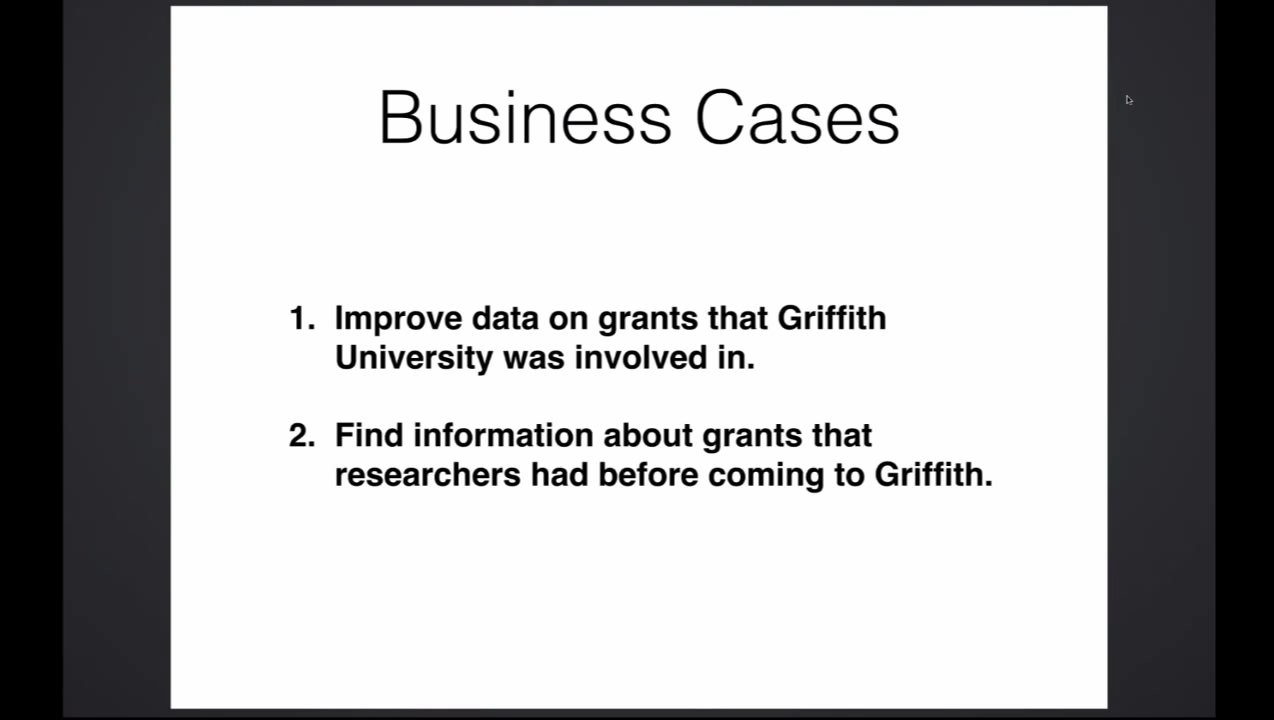 Business Cases
1. Improve data on grants that Griffith
University was involved in.
2. Find information about grants that
researchers had before coming to Griffith.